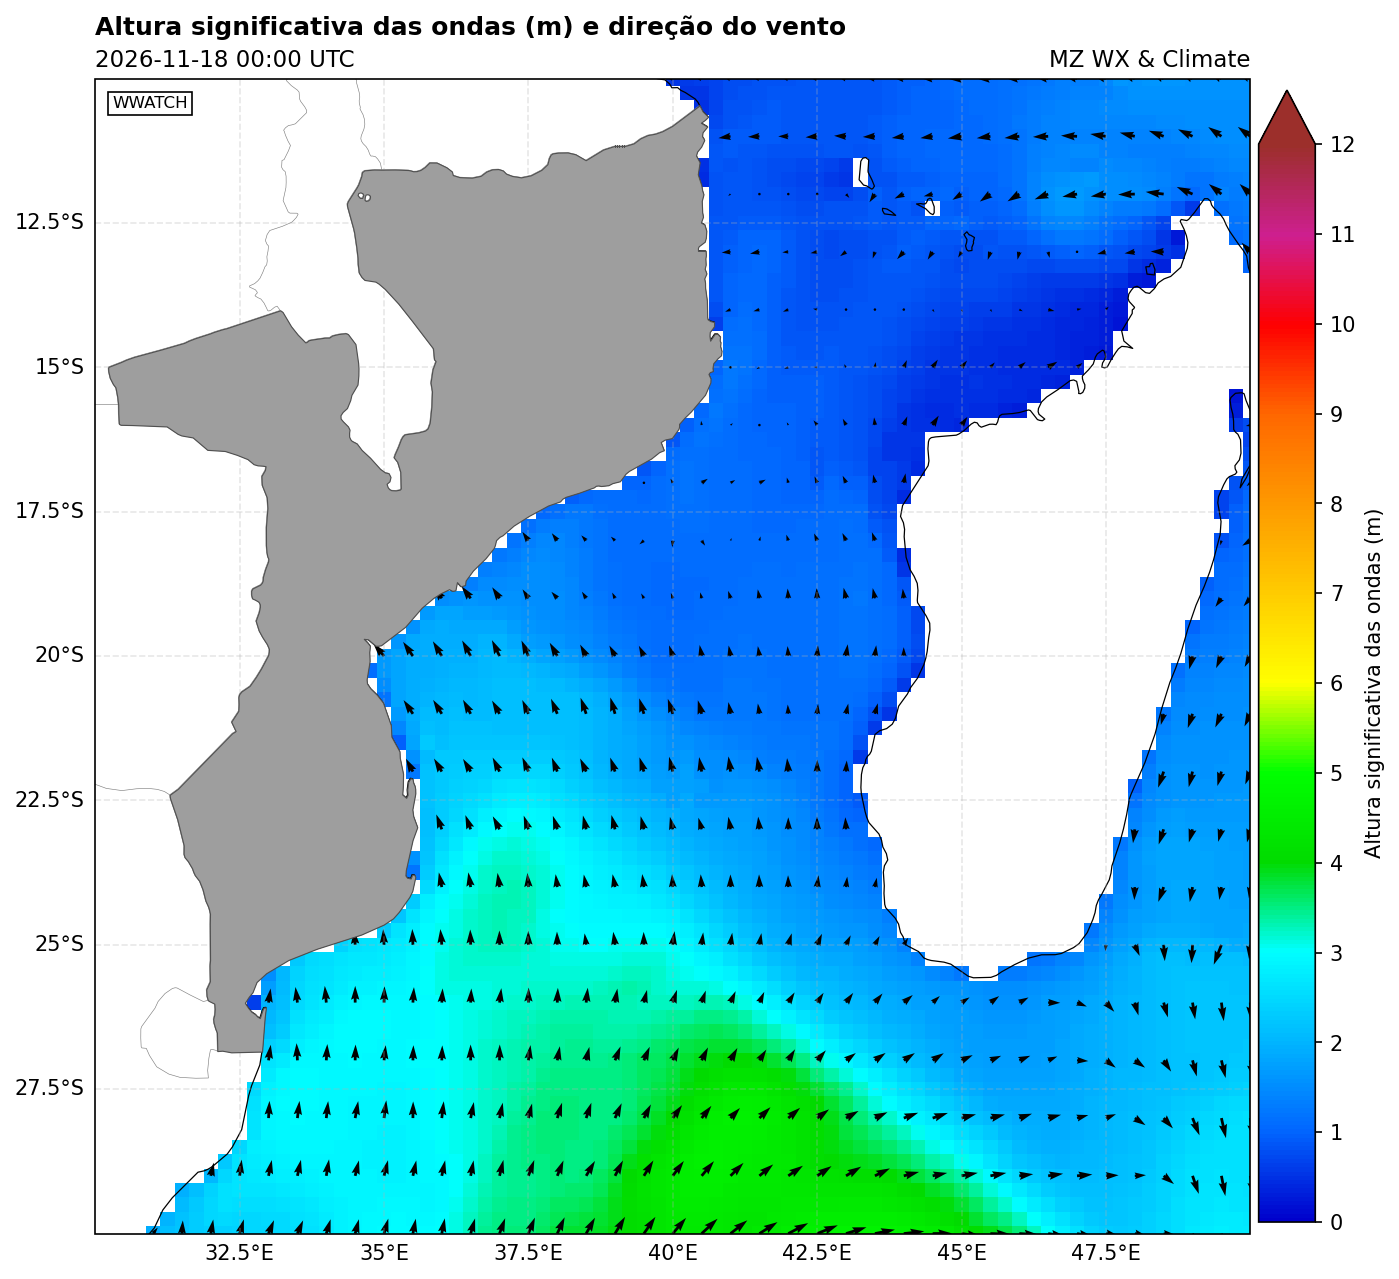 Altura significativa das ondas (m) e direção do vento
2026-11-18 00:00 UTC
MZ WX & Climate
WWATCH
12.5°S
15°S
17.5°S
20°S
22.5°S
25°S
27.5°S
32.5°E
35°E
37.5°E
40°E
42.5°E
45°E
47.5°E
12
11
10
9
8
7
6
5
4
3
2
1
0
Altura significativa das ondas (m)